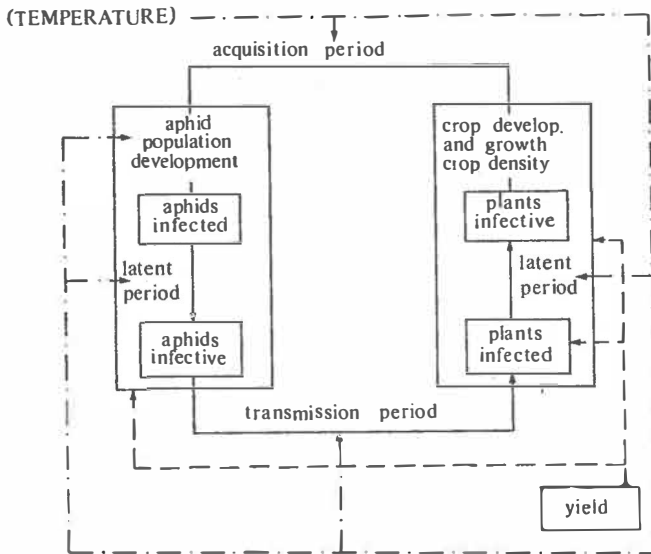 (TEMPERATURE)
acquisition period
aphid
population
development
aphids
infected
latent
period
aphids
infective
crop develop.
and growth
crop density
plants
infective
latent
period
plants
infected
transmission period
yield